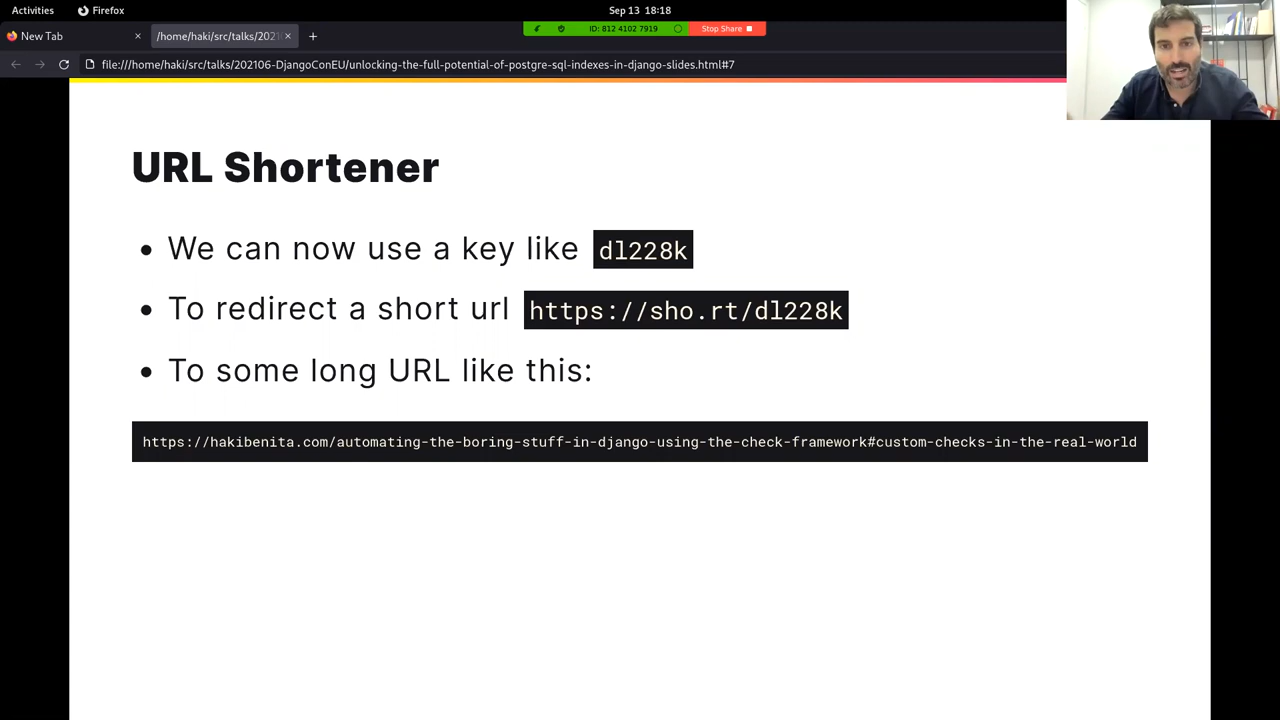 Activities
Firefox
Sep 13 18:18
New Tab
/home/haki/src/talks/202
ID: 812 4102 7919
Stop Share
file:///home/haki/src/talks/202106-DjangoConEU/unlocking-the-full-potential-of-postgre-sql-indexes-in-django-slides.html#7
URL Shortener
• We can now use a key like dl228k
• To redirect a short url https://sho.rt/dl228k
• To some long URL like this:
https://hakibenita.com/automating-the-boring-stuff-in-django-using-the-check-framework#custom-checks-in-the-real-world